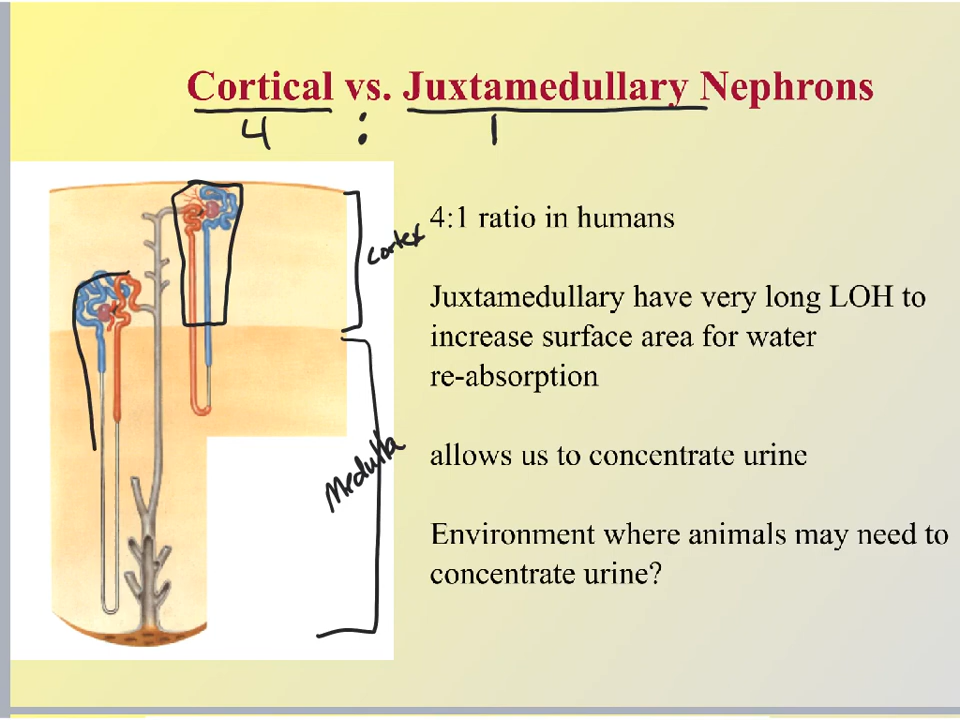 Cortical vs. Juxtamedullary Nephrons
4 : 1
4:1 ratio in humans
Cortex
Juxtamedullary have very long LOH to
increase surface area for water
re-absorption
Medulla
allows us to concentrate urine
Environment where animals may need to
concentrate urine?